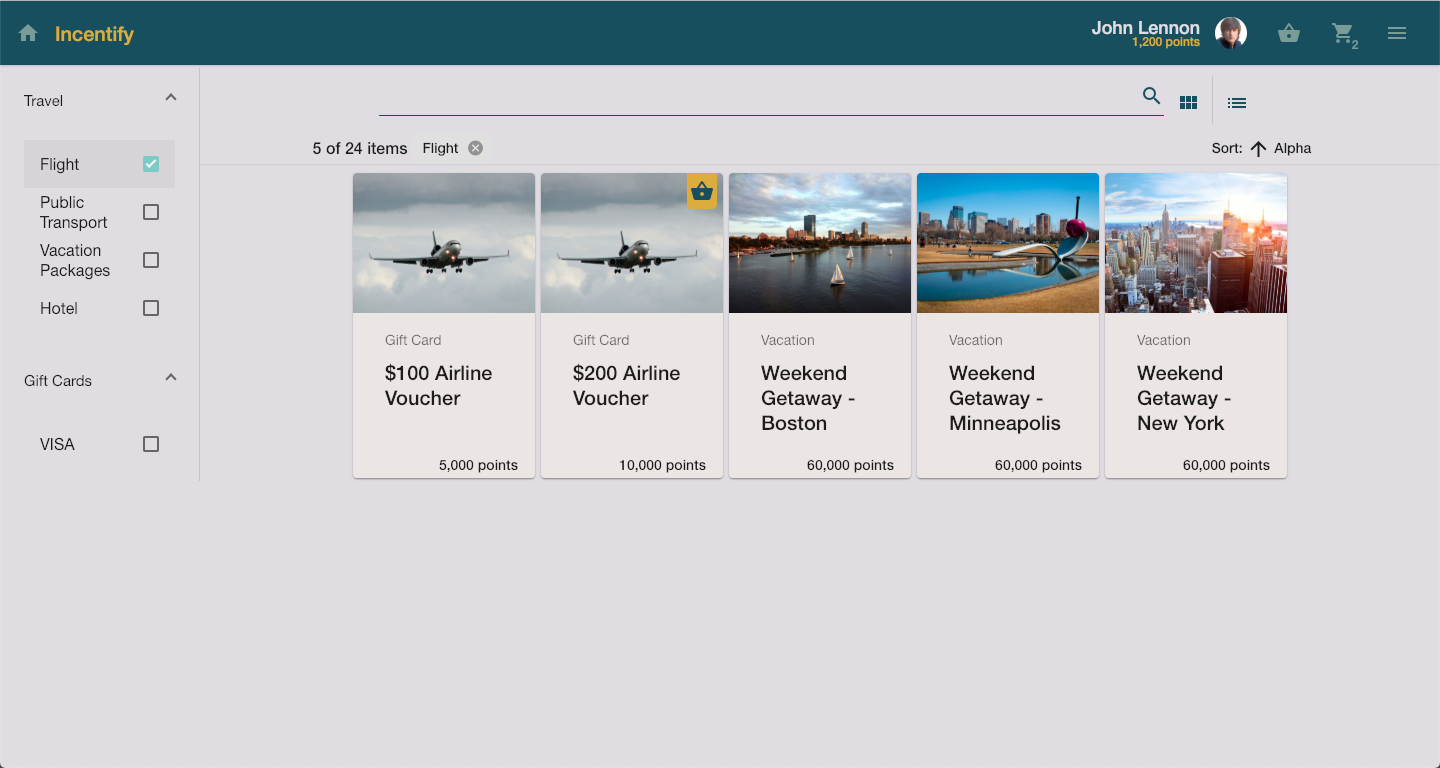 Incentify
John Lennon
1,200 points
2
Travel
Flight
Public
Transport
Vacation
Packages
Hotel
Gift Cards
VISA
5 of 24 items
Flight
Sort:
Alpha
Gift Card
$100 Airline
Voucher
5,000 points
Gift Card
$200 Airline
Voucher
10,000 points
Vacation
Weekend
Getaway -
Boston
60,000 points
Vacation
Weekend
Getaway -
Minneapolis
60,000 points
Vacation
Weekend
Getaway -
New York
60,000 points